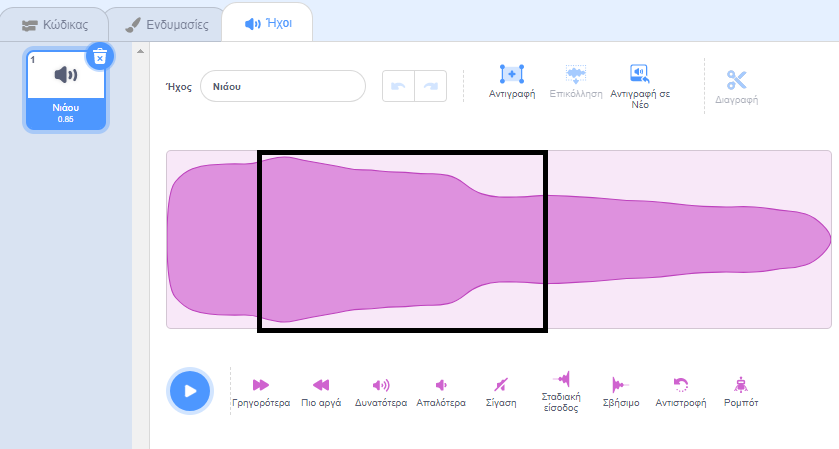 Κώδικας
Ενδυμασίες
Ήχοι
1
Νιάου
0.85
Ήχος
Νιάου
Αντιγραφή
Επικόλληση
Αντιγραφή σε
Νέο
Διαγραφή
Γρηγορότερα
Πιο αργά
Δυνατότερα
Απαλότερα
Σίγαση
Σταδιακή
είσοδος
Σβήσιμο
Αντιστροφή
Ρομπότ